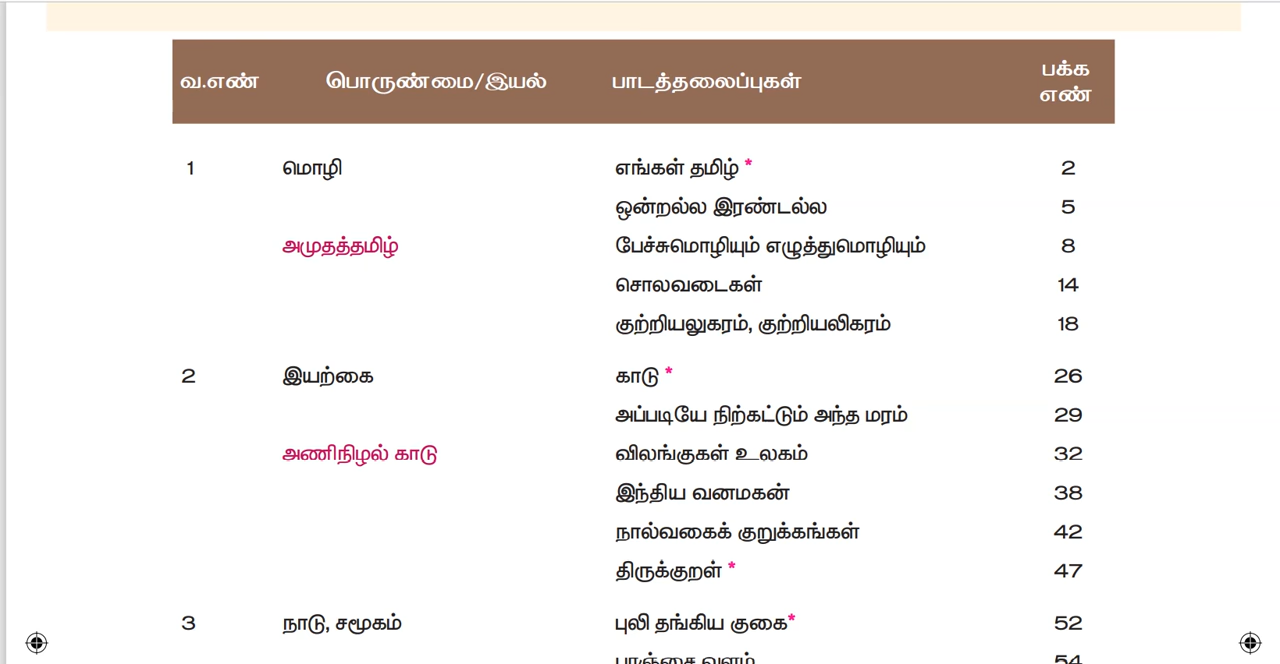 வ.எண் பொருண்மை/இயல் பாடத்தலைப்புகள் பக்க எண்
1 மொழி எங்கள் தமிழ் * 2
ஒன்றல்ல இரண்டல்ல 5
அமுதத்தமிழ் பேச்சுமொழியும் எழுத்துமொழியும் 8
சொலவடைகள் 14
குற்றியலுகரம், குற்றியலிகரம் 18
2 இயற்கை காடு * 26
அப்படியே நிற்கட்டும் அந்த மரம் 29
அணிநிழல் காடு விலங்குகள் உலகம் 32
இந்திய வனமகன் 38
நால்வகைக் குறுக்கங்கள் 42
திருக்குறள் * 47
3 நாடு, சமூகம் புலி தங்கிய குகை* 52
பாஞ்சை வளம் 54